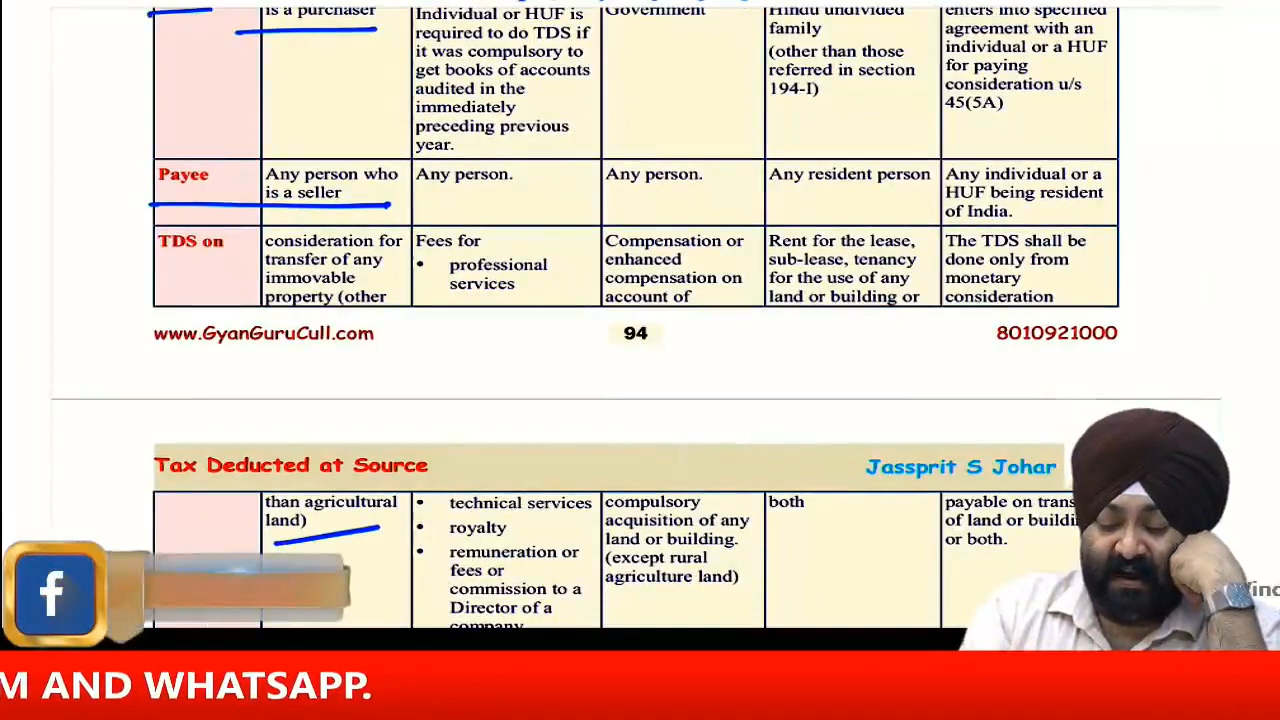 is a purchaser
Individual or HUF is
required to do TDS if
it was compulsory to
get books of accounts
audited in the
immediately
preceding previous
year.
Government
Hindu undivided
family
(other than those
referred in section
194-I)
enters into specified
agreement with an
individual or a HUF
for paying
consideration u/s
45(5A)
Payee
Any person who
is a seller
Any person.
Any person.
Any resident person
Any individual or a
HUF being resident
of India.
TDS on
consideration for
transfer of any
immovable
property (other
Fees for
• professional
services
Compensation or
enhanced
compensation on
account of
Rent for the lease,
sub-lease, tenancy
for the use of any
land or building or
The TDS shall be
done only from
monetary
consideration
www.GyanGuruCull.com
94
8010921000
Tax Deducted at Source
Jassprit S Johar
than agricultural
land)
• technical services
• royalty
• remuneration or
fees or
commission to a
Director of a
company
compulsory
acquisition of any
land or building.
(except rural
agriculture land)
both
payable on trans
of land or buildi
or both.
f
M AND WHATSAPP.